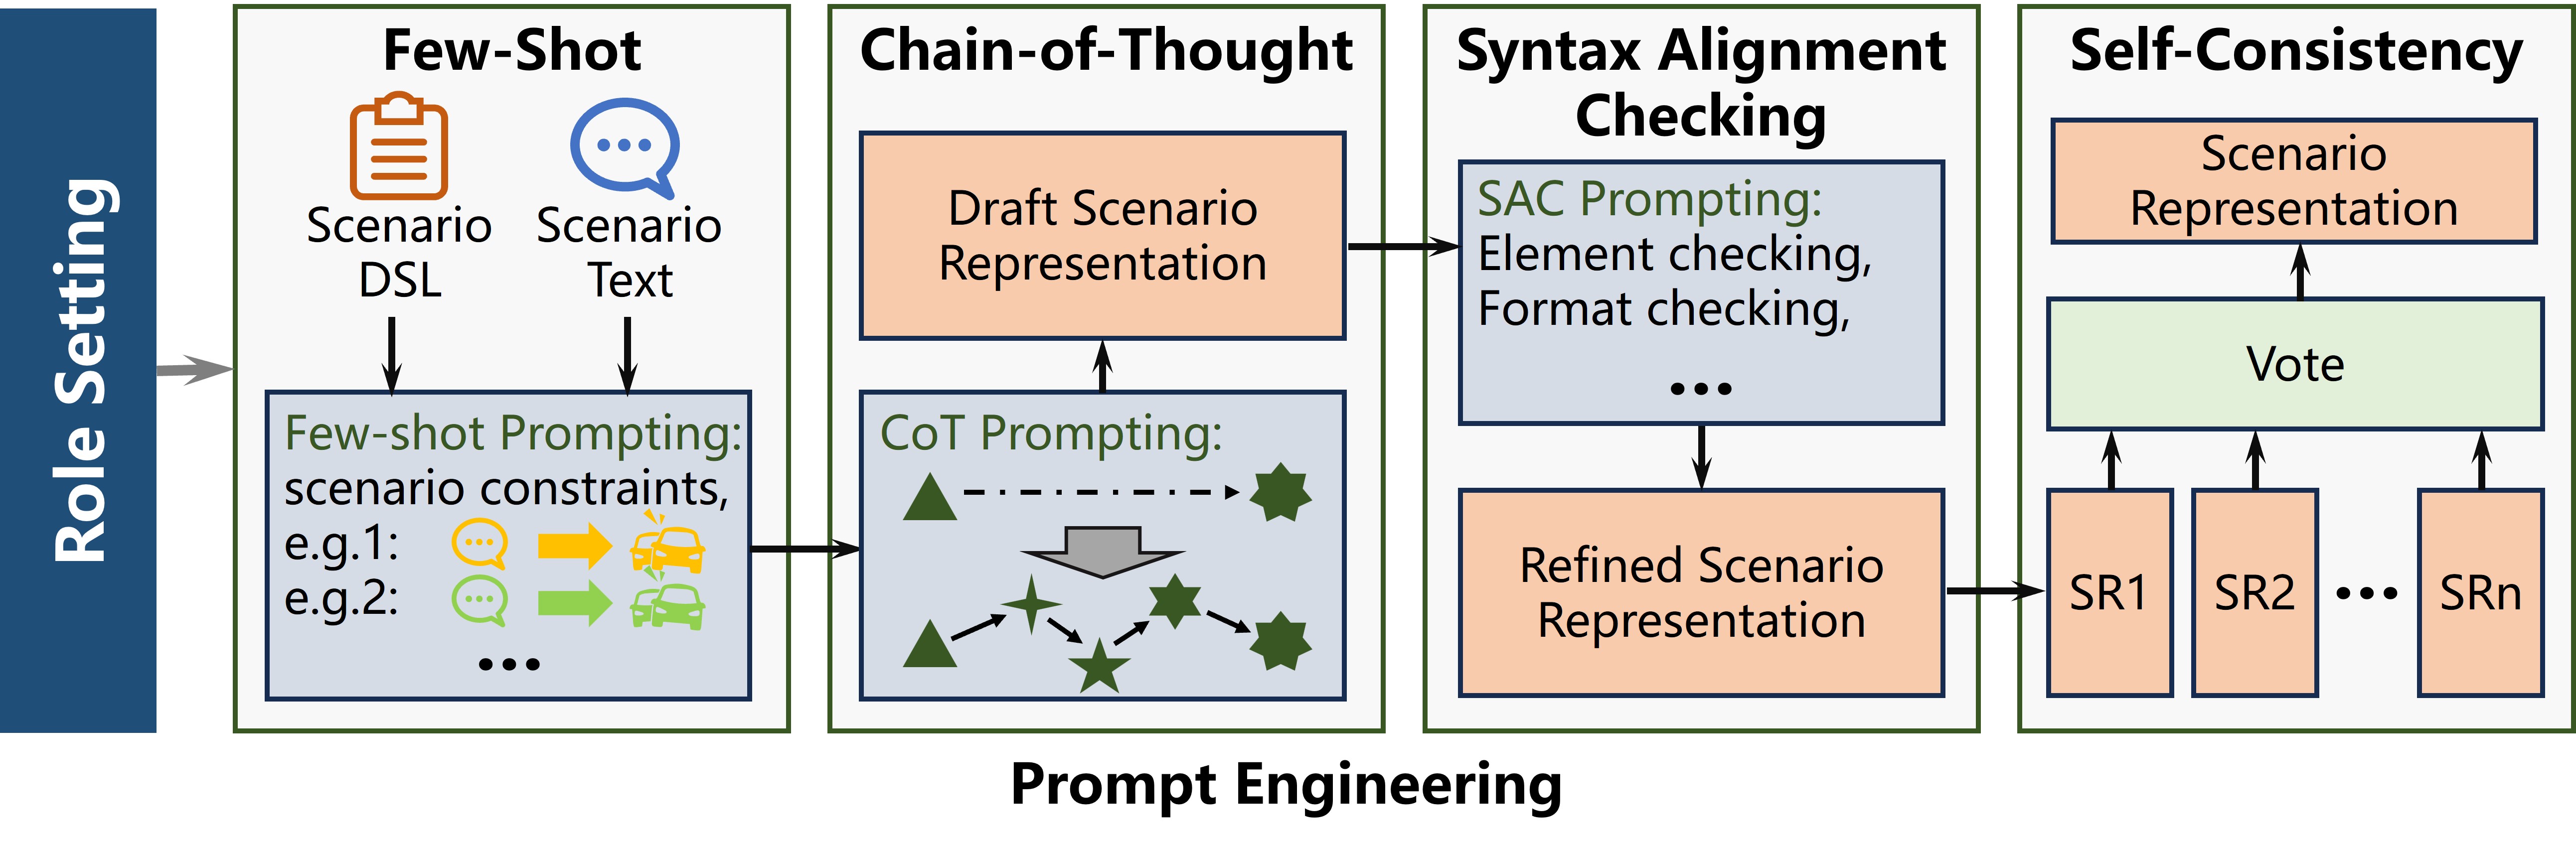 Role Setting
Few-Shot
Scenario
DSL
Scenario
Text
Few-shot Prompting:
scenario constraints,
e.g.1:
e.g.2:
...
Chain-of-Thought
Draft Scenario
Representation
CoT Prompting:
Syntax Alignment
Checking
SAC Prompting:
Element checking,
Format checking,
...
Refined Scenario
Representation
Self-Consistency
Scenario
Representation
Vote
SR1 SR2 ... SRn
Prompt Engineering